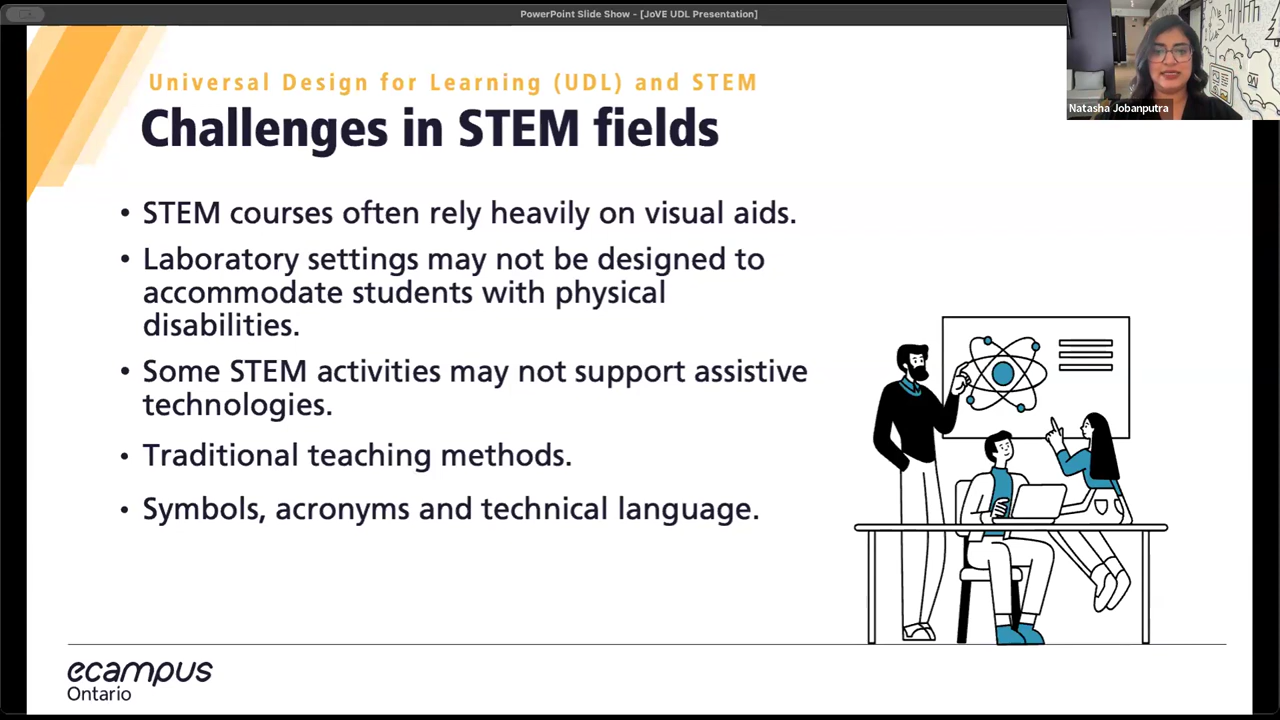 PowerPoint Slide Show - [JoVE UDL Presentation]
Natasha Jobanputra
Universal Design for Learning (UDL) and STEM
Challenges in STEM fields
• STEM courses often rely heavily on visual aids.
• Laboratory settings may not be designed to
accommodate students with physical
disabilities.
• Some STEM activities may not support assistive
technologies.
• Traditional teaching methods.
• Symbols, acronyms and technical language.
ecampus
Ontario